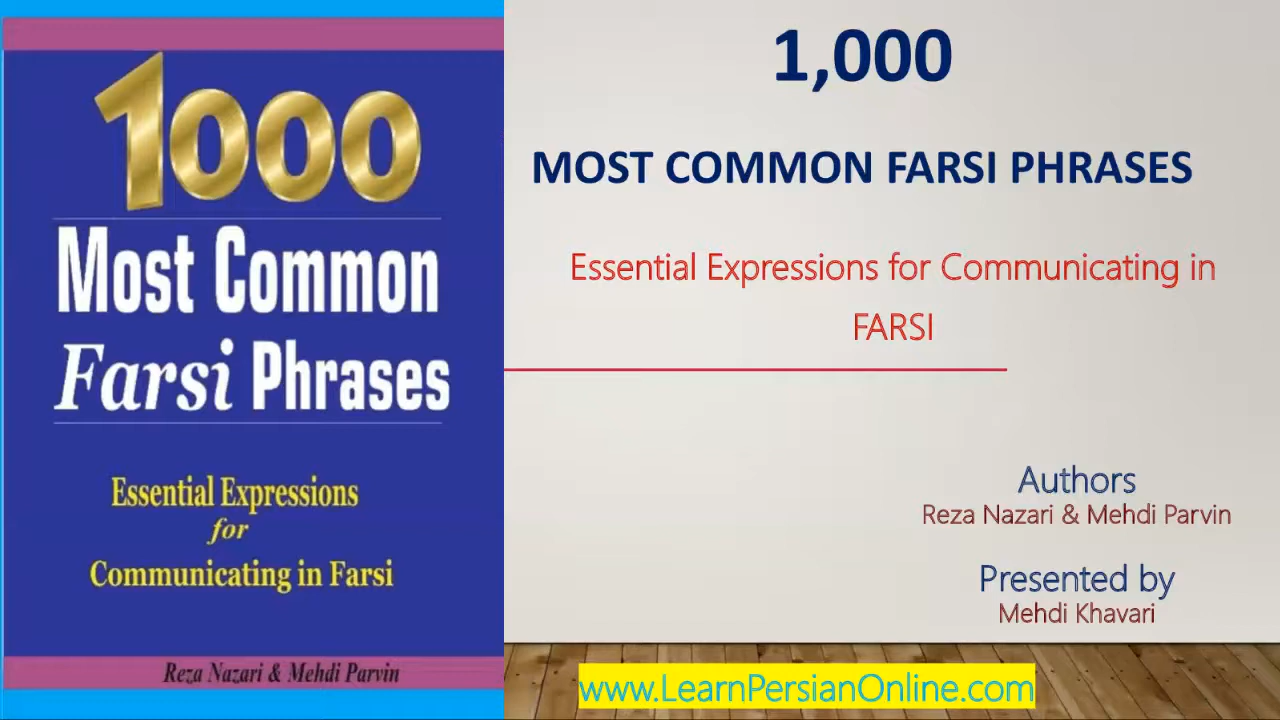 1000
Most Common
Farsi Phrases
Essential Expressions
for
Communicating in Farsi
Reza Nazari & Mehdi Parvin
1,000
MOST COMMON FARSI PHRASES
Essential Expressions for Communicating in
FARSI
Authors
Reza Nazari & Mehdi Parvin
Presented by
Mehdi Khavari
www.LearnPersianOnline.com